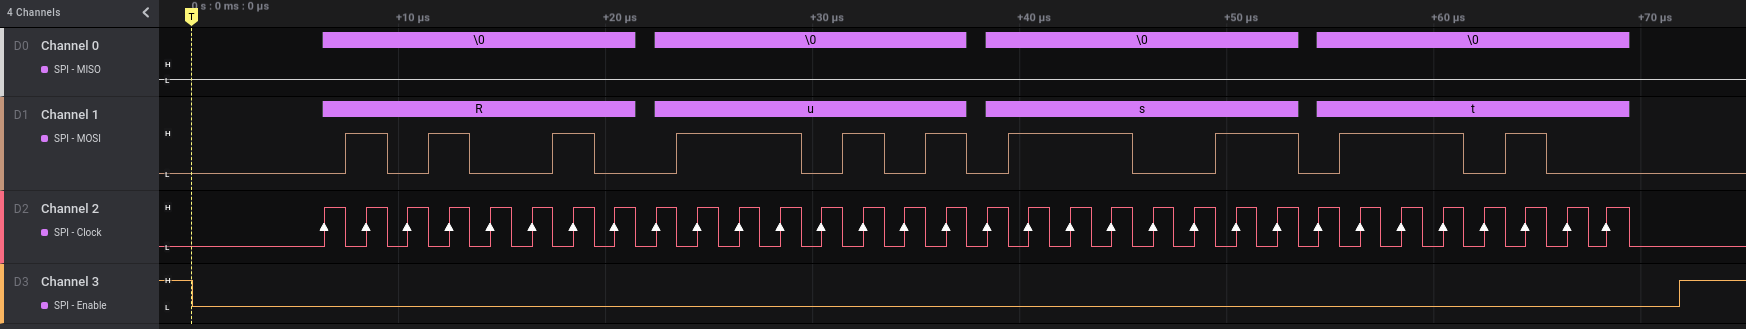 4 Channels
0 s : 0 ms : 0 µs
+10 µs +20 µs +30 µs +40 µs +50 µs +60 µs +70 µs
T
D0 Channel 0
SPI - MISO
\0 \0 \0 \0
H
L
D1 Channel 1
SPI - MOSI
R u s t
H
L
D2 Channel 2
SPI - Clock
H
L
D3 Channel 3
SPI - Enable
H
L